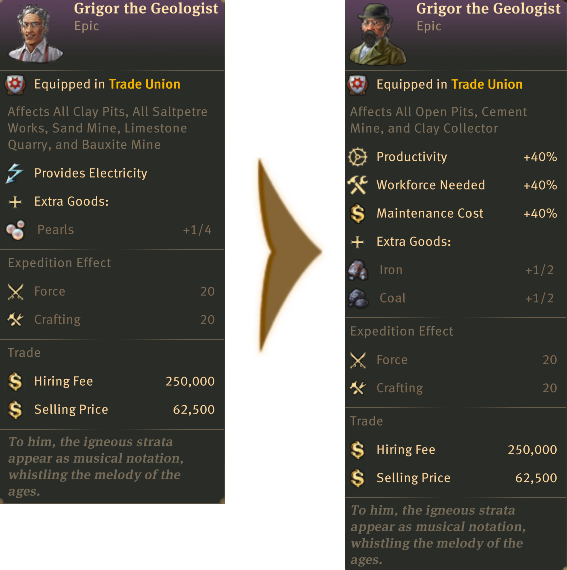 Grigor the Geologist
Epic
Equipped in Trade Union
Affects All Clay Pits, All Saltpetre
Works, Sand Mine, Limestone
Quarry, and Bauxite Mine
Provides Electricity
Extra Goods:
Pearls +1/4
Expedition Effect
Force 20
Crafting 20
Trade
Hiring Fee 250,000
Selling Price 62,500
To him, the igneous strata
appear as musical notation,
whistling the melody of the
ages.
Grigor the Geologist
Epic
Equipped in Trade Union
Affects All Open Pits, Cement
Mine, and Clay Collector
Productivity +40%
Workforce Needed +40%
Maintenance Cost +40%
Extra Goods:
Iron +1/2
Coal +1/2
Expedition Effect
Force 20
Crafting 20
Trade
Hiring Fee 250,000
Selling Price 62,500
To him, the igneous strata
appear as musical notation,
whistling the melody of the
ages.